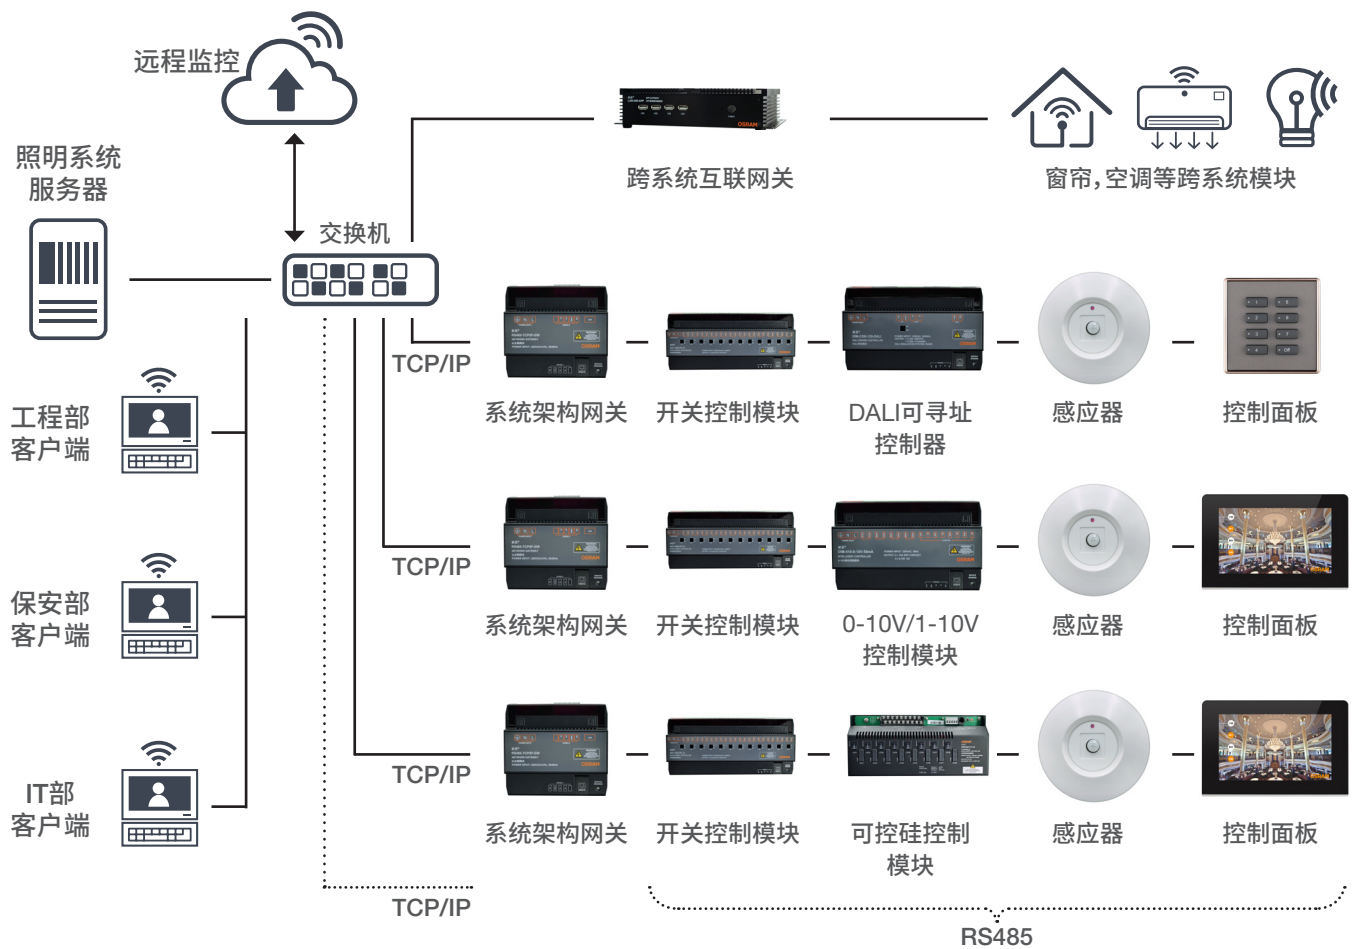 远程监控
照明系统
服务器
交换机
跨系统互联网关
窗帘,空调等跨系统模块
OSRAM
TCP/IP
系统架构网关
开关控制模块
DALI可寻址
控制器
感应器
控制面板
工程部
客户端
TCP/IP
系统架构网关
开关控制模块
0-10V/1-10V
控制模块
感应器
控制面板
保安部
客户端
TCP/IP
系统架构网关
开关控制模块
可控硅控制
模块
感应器
控制面板
IT部
客户端
TCP/IP
RS485